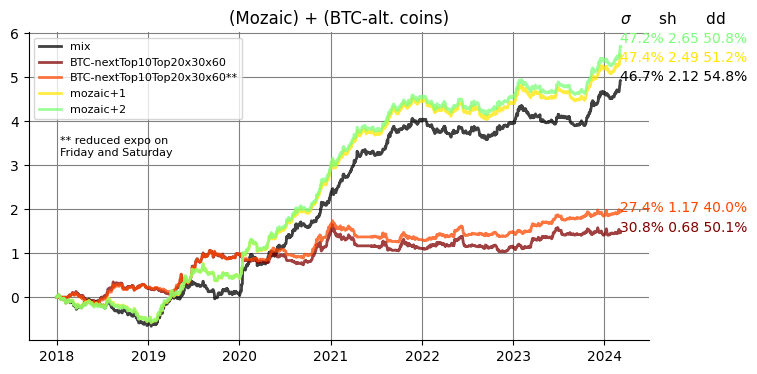 (Mozaic) + (BTC-alt. coins)
σ sh dd
47.2% 2.65 50.8%
47.4% 2.49 51.2%
46.7% 2.12 54.8%
27.4% 1.17 40.0%
30.8% 0.68 50.1%
mix
BTC-nextTop10Top20x30x60
BTC-nextTop10Top20x30x60**
mozaic+1
mozaic+2
** reduced expo on
Friday and Saturday
6
5
4
3
2
1
0
2018 2019 2020 2021 2022 2023 2024